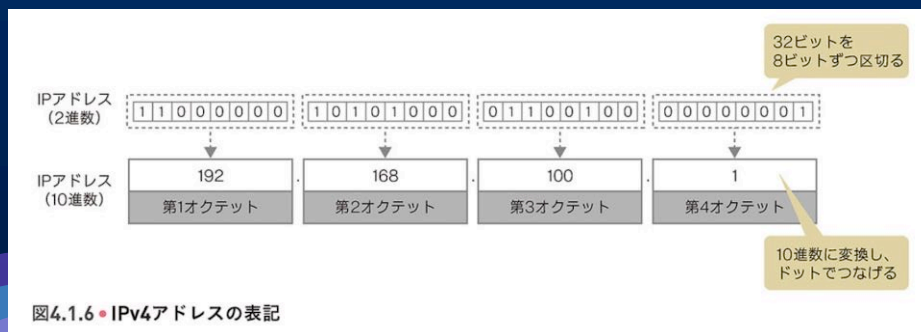 32ビットを
8ビットずつ区切る
IPアドレス
（2進数）
1 1 0 0 0 0 0 0 1 0 1 0 1 0 0 0 0 1 1 0 0 1 0 0 0 0 0 0 0 0 0 1
IPアドレス
（10進数）
192 . 168 . 100 . 1
第1オクテット 第2オクテット 第3オクテット 第4オクテット
10進数に変換し、
ドットでつなげる
図4.1.6 • IPv4アドレスの表記